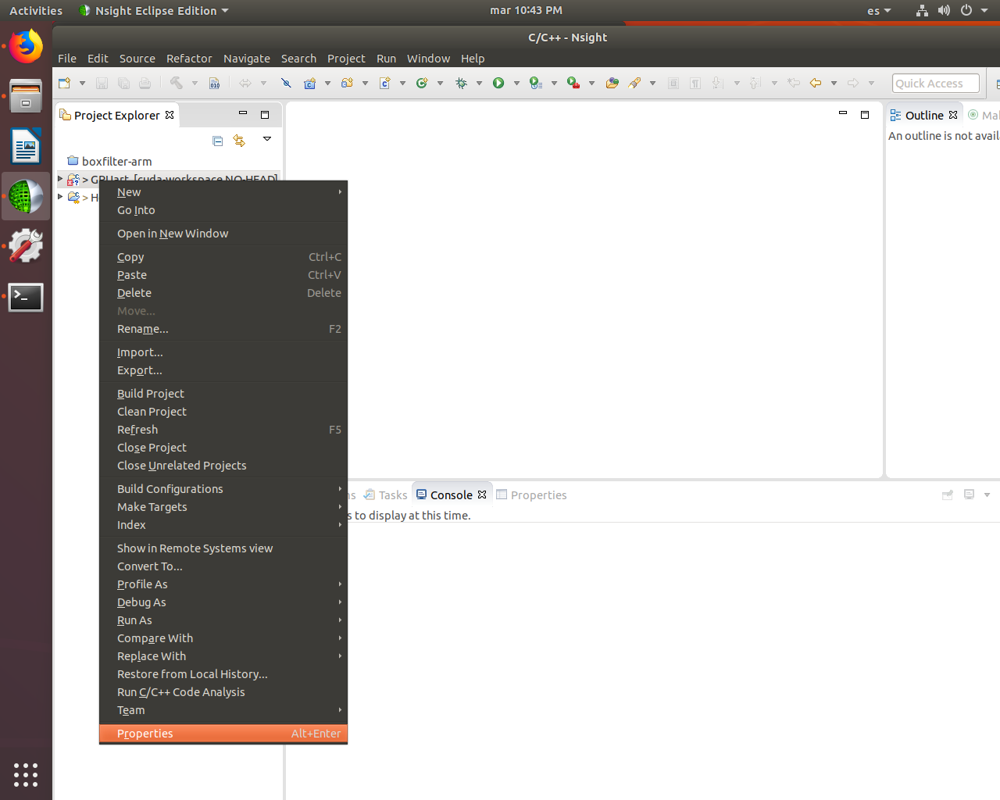 Activities Nsight Eclipse Edition mar 10:43 PM es
C/C++ - Nsight
File Edit Source Refactor Navigate Search Project Run Window Help
010 Quick Access
Project Explorer Outline Ma
An outline is not avail
boxfilter-arm
> GPUart [cuda-workspace NO-HEAD]
> H
New
Go Into
Open in New Window
Copy Ctrl+C
Paste Ctrl+V
Delete Delete
Move...
Rename... F2
Import...
Export...
Build Project
Clean Project
Refresh F5
Close Project
Close Unrelated Projects
Build Configurations
Make Targets
Index
Show in Remote Systems view
Convert To...
Profile As
Debug As
Run As
Compare With
Replace With
Restore from Local History...
Run C/C++ Code Analysis
Team
Properties Alt+Enter
ns Tasks Console Properties
s to display at this time.